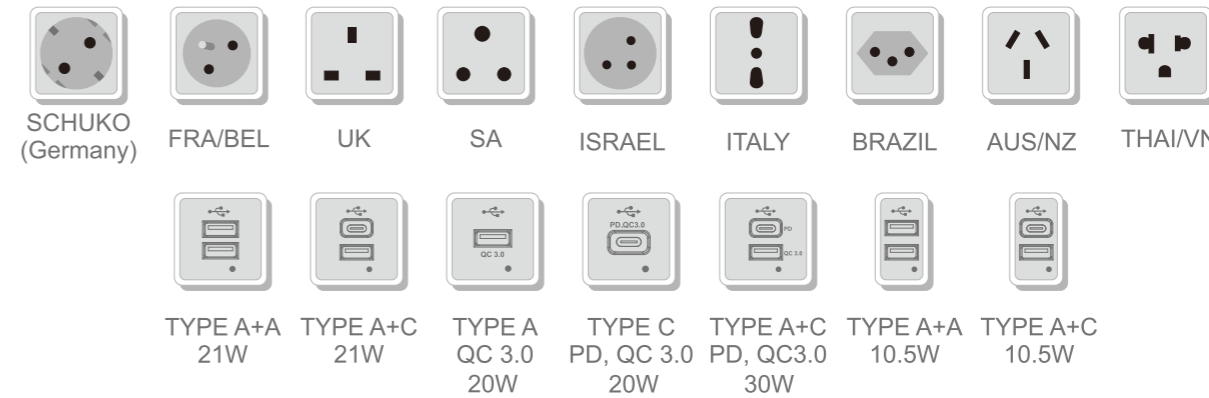 SCHUKO
(Germany)
FRA/BEL
UK
SA
ISRAEL
ITALY
BRAZIL
AUS/NZ
THAI/VN
QC 3.0
PD,QC3.0
PD
QC 3.0
TYPE A+A
21W
TYPE A+C
21W
TYPE A
QC 3.0
20W
TYPE C
PD, QC 3.0
20W
TYPE A+C
PD, QC3.0
30W
TYPE A+A
10.5W
TYPE A+C
10.5W